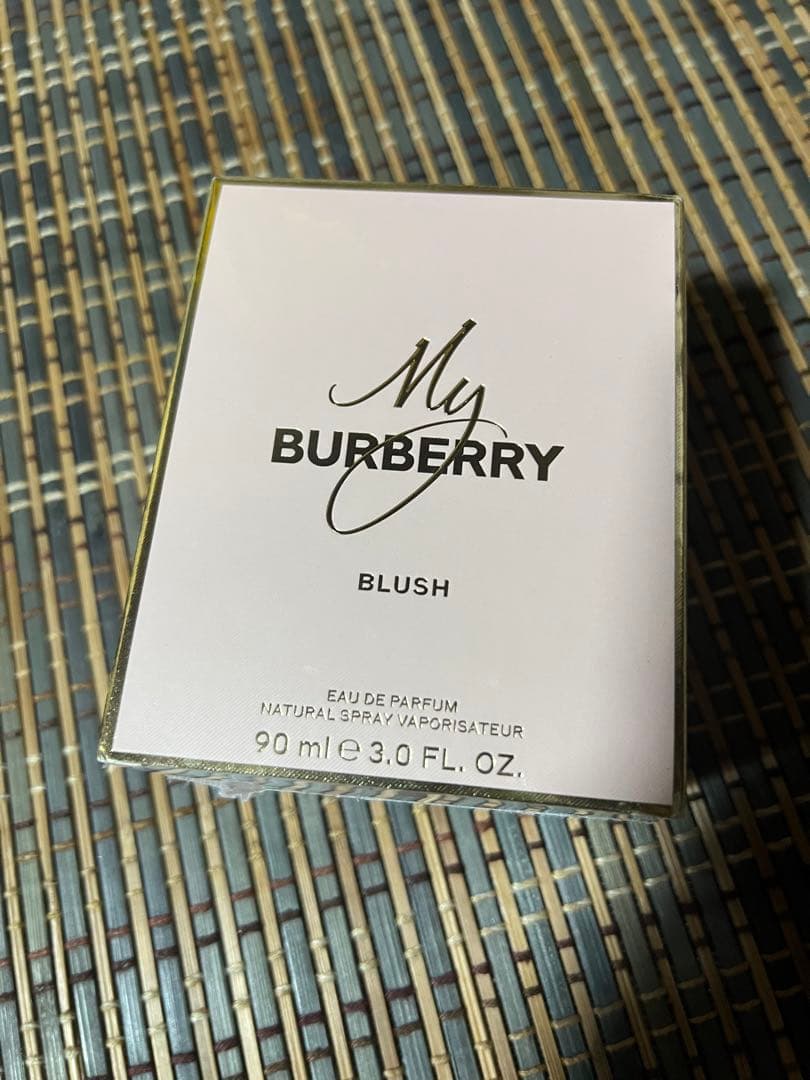 My
BURBERRY
BLUSH
EAU DE PARFUM
NATURAL SPRAY VAPORISATEUR
90 ml ℮ 3.0 FL. OZ.